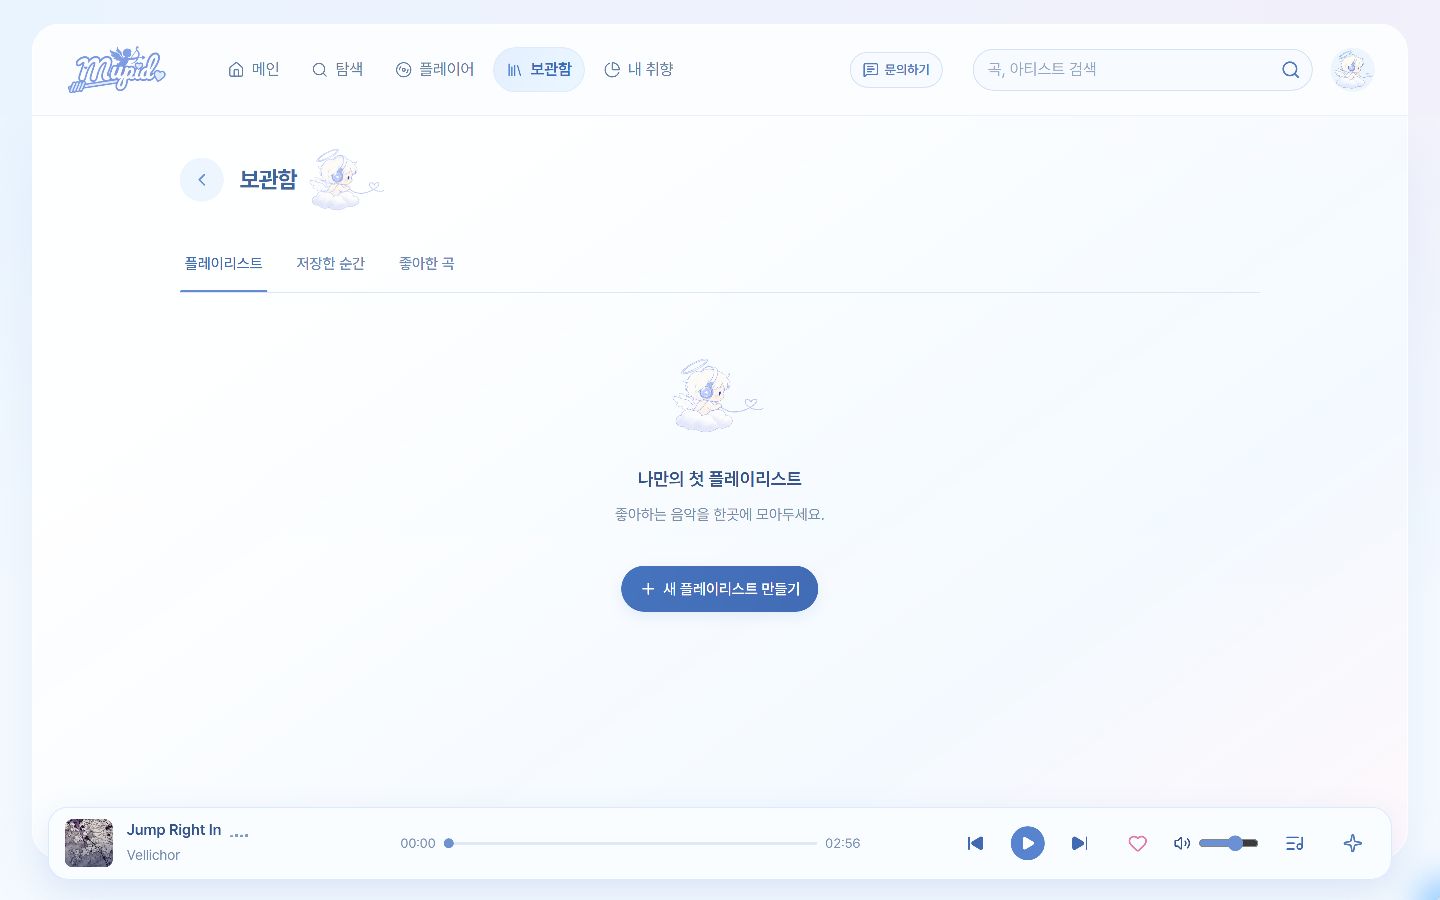 Mupid
메인
탐색
플레이어
보관함
내 취향
문의하기
곡, 아티스트 검색
보관함
플레이리스트
저장한 순간
좋아한 곡
나만의 첫 플레이리스트
좋아하는 음악을 한곳에 모아두세요.
+ 새 플레이리스트 만들기
Jump Right In
Vellichor
00:00
02:56